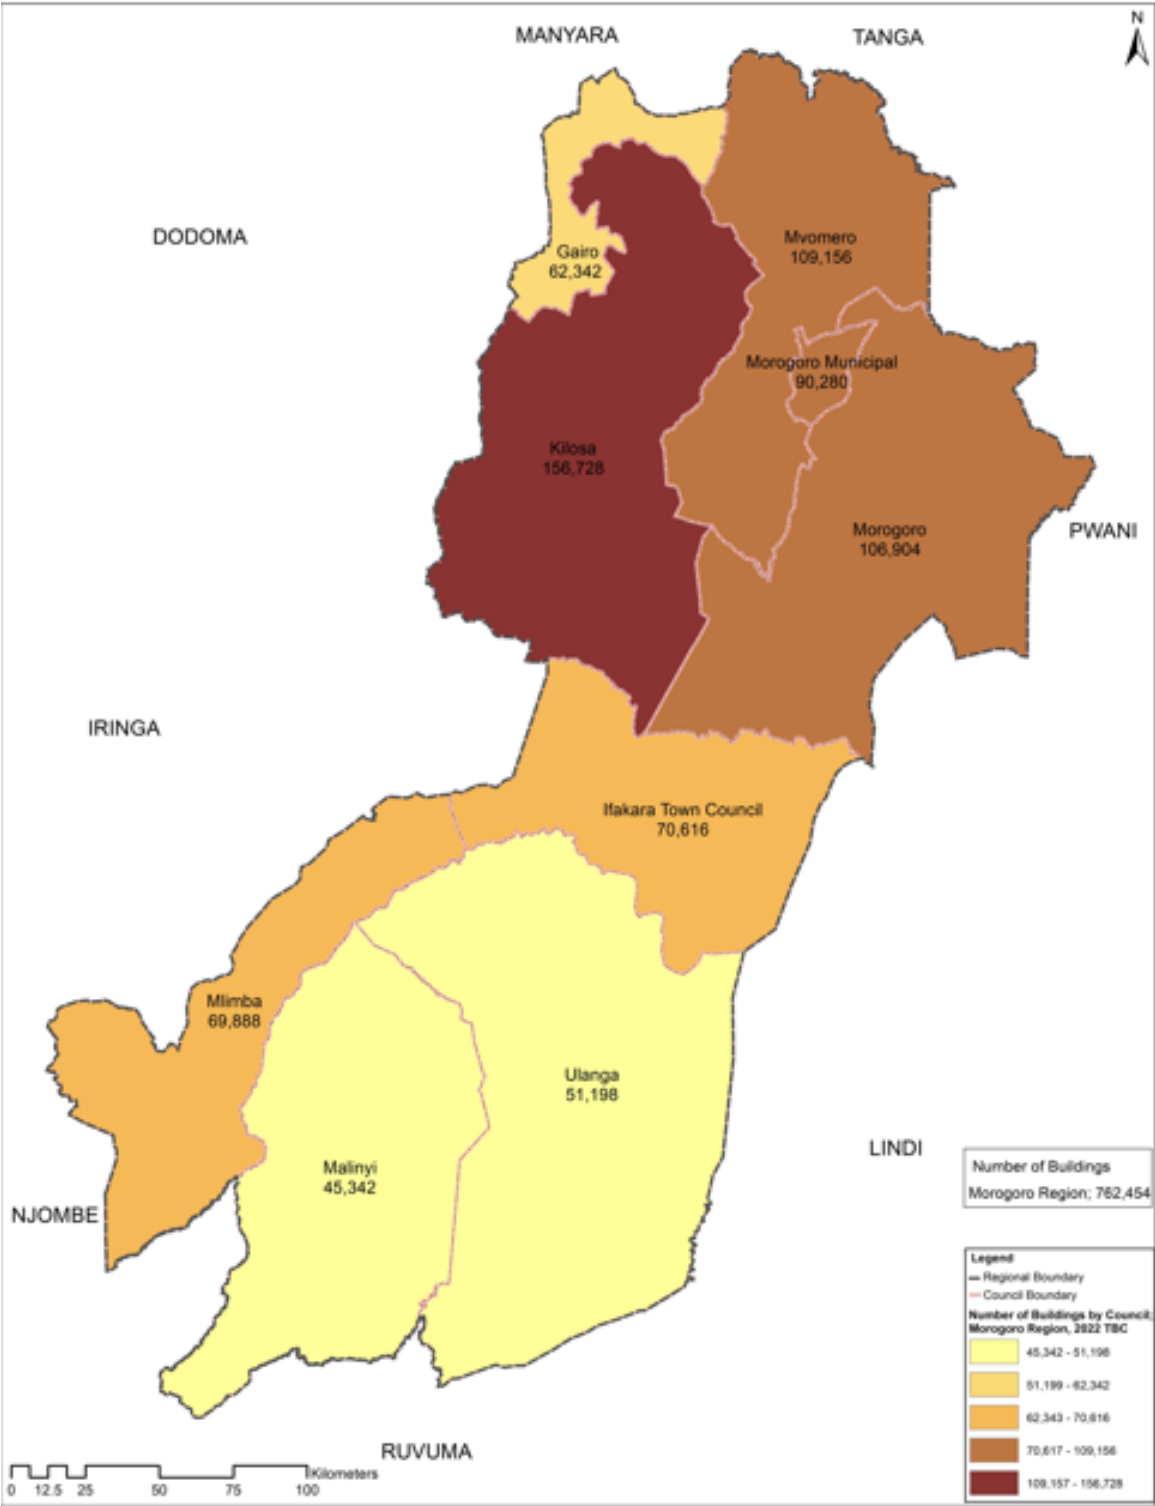 MANYARA
TANGA
N
DODOMA
Mvomero
109,156
Gairo
62,342
Morogoro Municipal
90,280
Kilosa
156,728
Morogoro
106,904
PWANI
IRINGA
Ifakara Town Council
70,616
Mlimba
69,888
Ulanga
51,198
Malinyi
45,342
LINDI
NJOMBE
RUVUMA
Number of Buildings
Morogoro Region; 762,454
Legend
Regional Boundary
Council Boundary
Number of Buildings by Council;
Morogoro Region, 2022 TBC
45,342 - 51,198
51,199 - 62,342
62,343 - 70,616
70,617 - 109,156
109,157 - 156,728
Kilometers
0 12.5 25 50 75 100